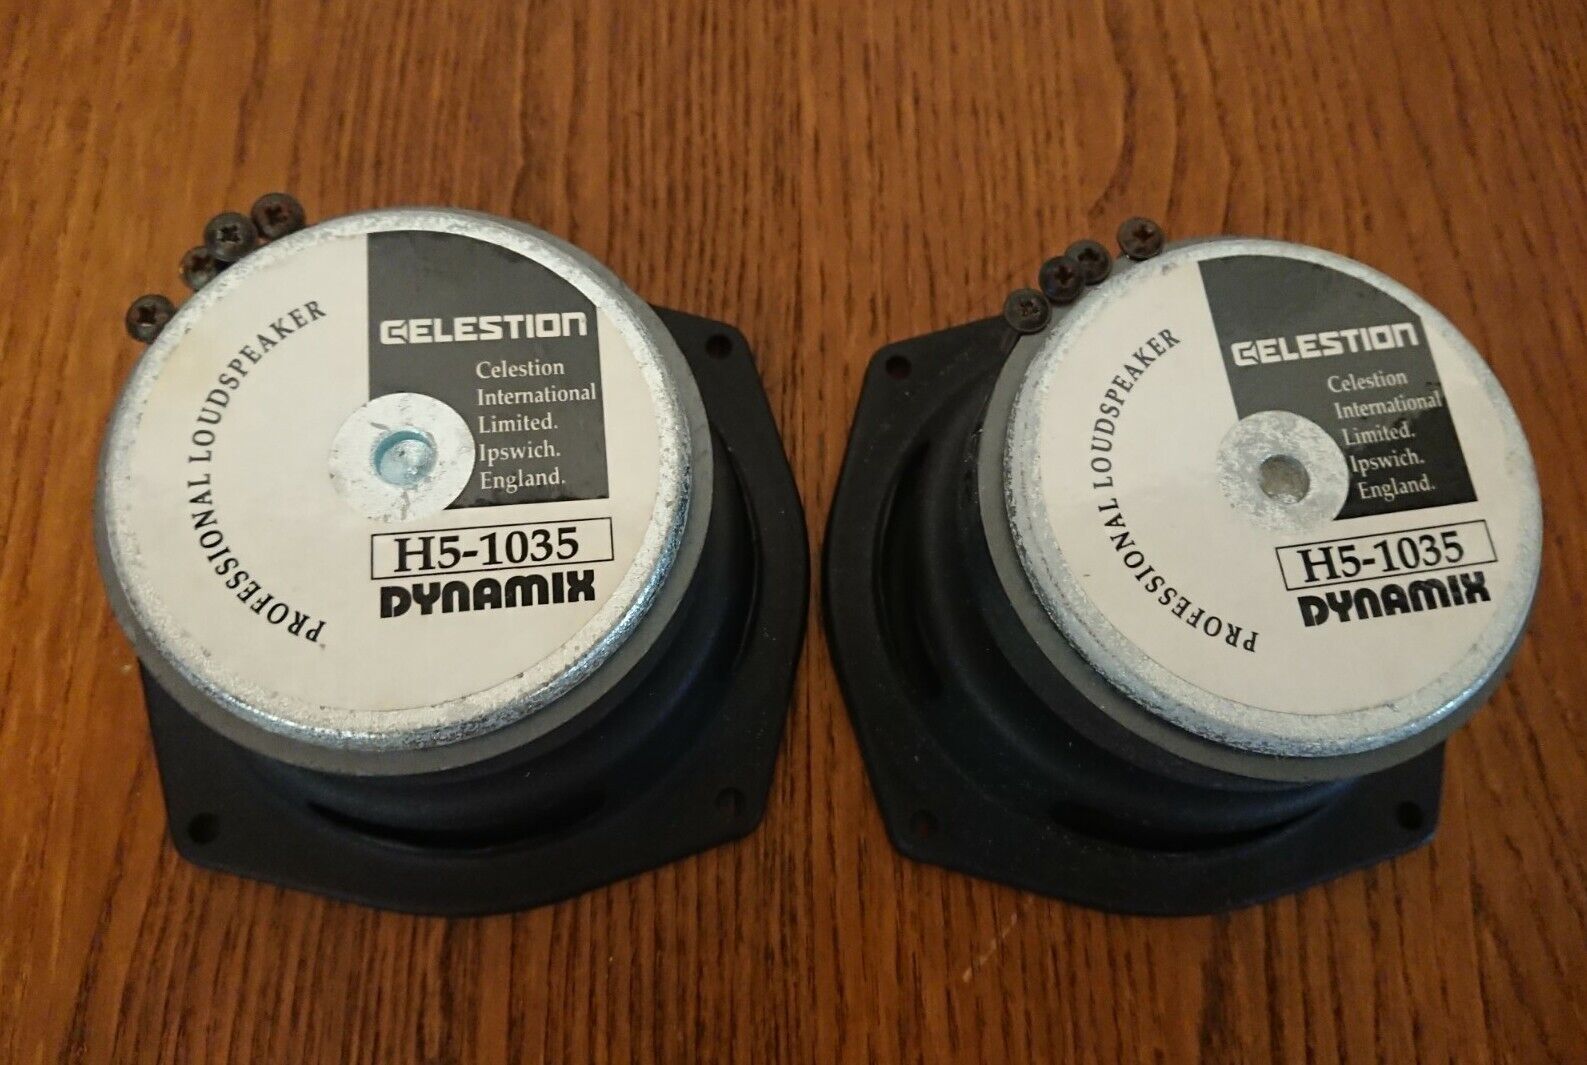 PROFESSIONAL LOUDSPEAKER
CELESTION
Celestion
International
Limited.
Ipswich.
England.
H5-1035
DYNAMIX
PROFESSIONAL LOUDSPEAKER
CELESTION
Celestion
International
Limited.
Ipswich.
England.
H5-1035
DYNAMIX